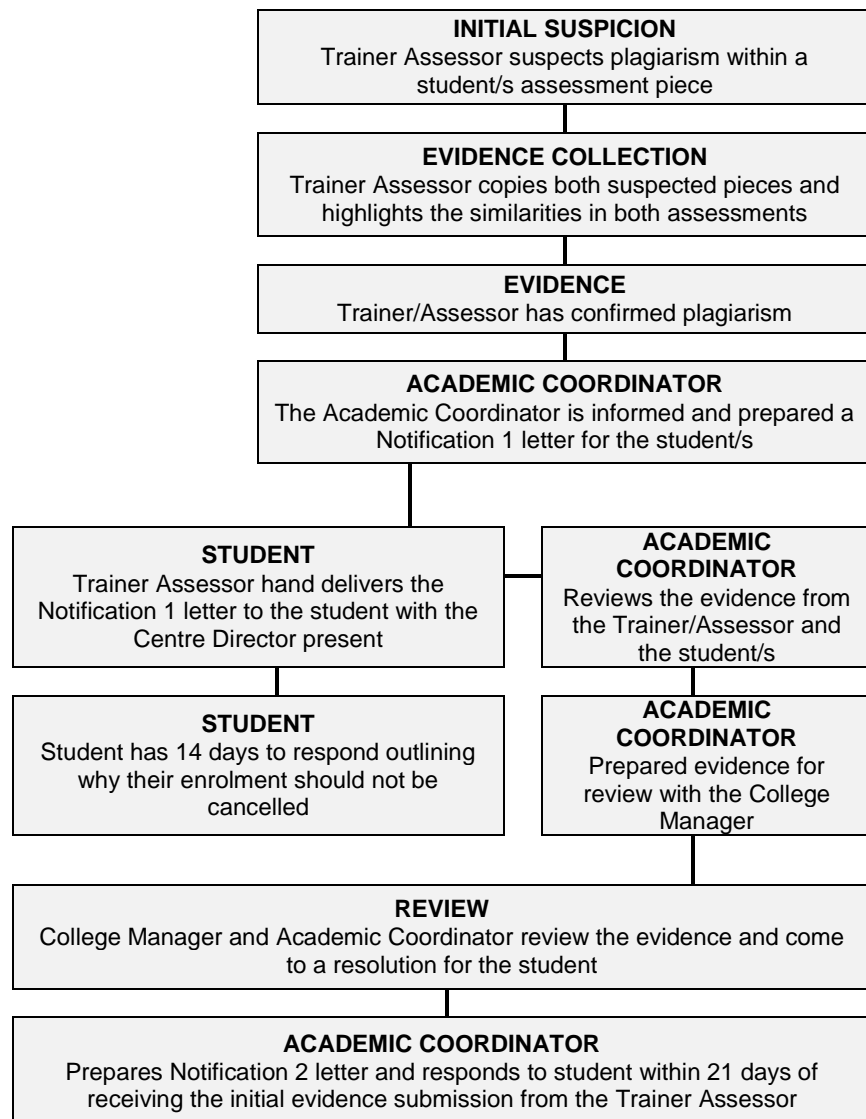 INITIAL SUSPICION
Trainer Assessor suspects plagiarism within a
student/s assessment piece
EVIDENCE COLLECTION
Trainer Assessor copies both suspected pieces and
highlights the similarities in both assessments
EVIDENCE
Trainer/Assessor has confirmed plagiarism
ACADEMIC COORDINATOR
The Academic Coordinator is informed and prepared a
Notification 1 letter for the student/s
STUDENT
Trainer Assessor hand delivers the
Notification 1 letter to the student with the
Centre Director present
ACADEMIC
COORDINATOR
Reviews the evidence from
the Trainer/Assessor and
the student/s
STUDENT
Student has 14 days to respond outlining
why their enrolment should not be
cancelled
ACADEMIC
COORDINATOR
Prepared evidence for
review with the College
Manager
REVIEW
College Manager and Academic Coordinator review the evidence and come
to a resolution for the student
ACADEMIC COORDINATOR
Prepares Notification 2 letter and responds to student within 21 days of
receiving the initial evidence submission from the Trainer Assessor